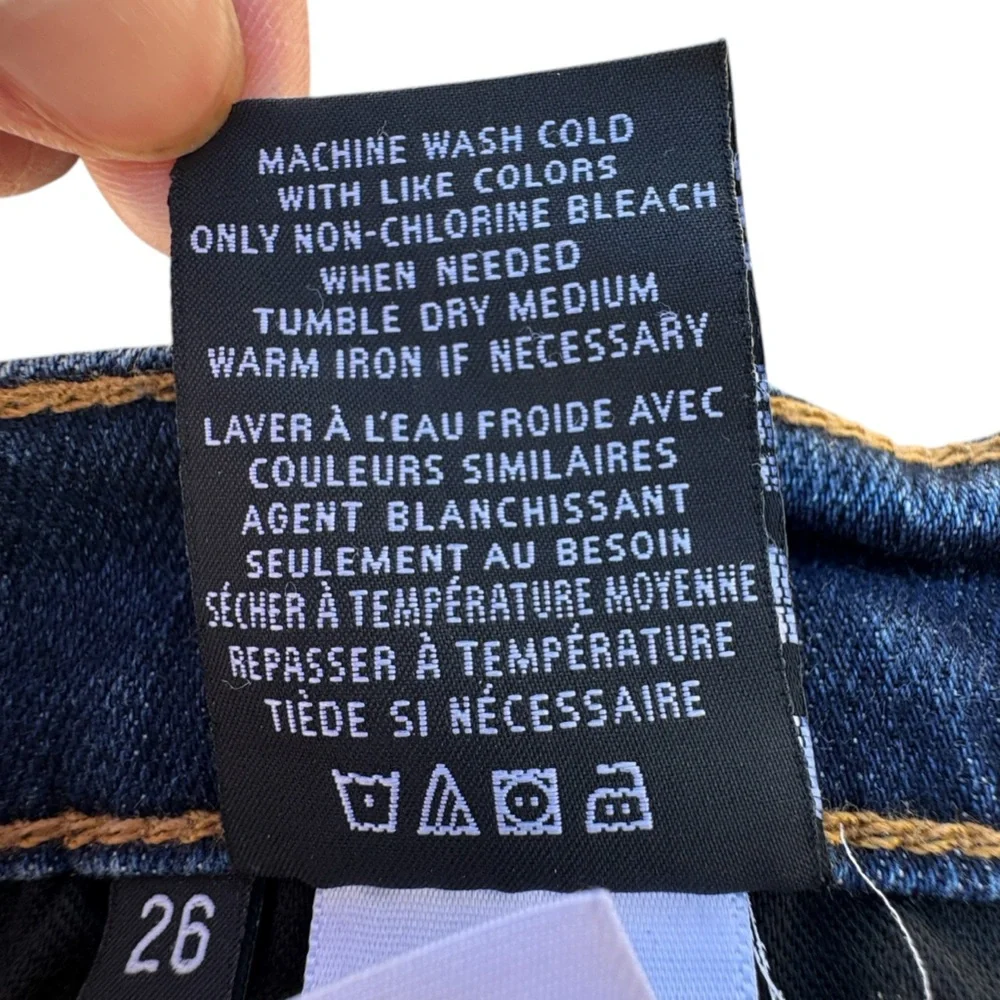 MACHINE WASH COLD
WITH LIKE COLORS
ONLY NON-CHLORINE BLEACH
WHEN NEEDED
TUMBLE DRY MEDIUM
WARM IRON IF NECESSARY
LAVER À L'EAU FROIDE AVEC
COULEURS SIMILAIRES
AGENT BLANCHISSANT
SEULEMENT AU BESOIN
SÉCHER À TEMPÉRATURE MOYENNE
REPASSER À TEMPÉRATURE
TIÈDE SI NÉCESSAIRE
26